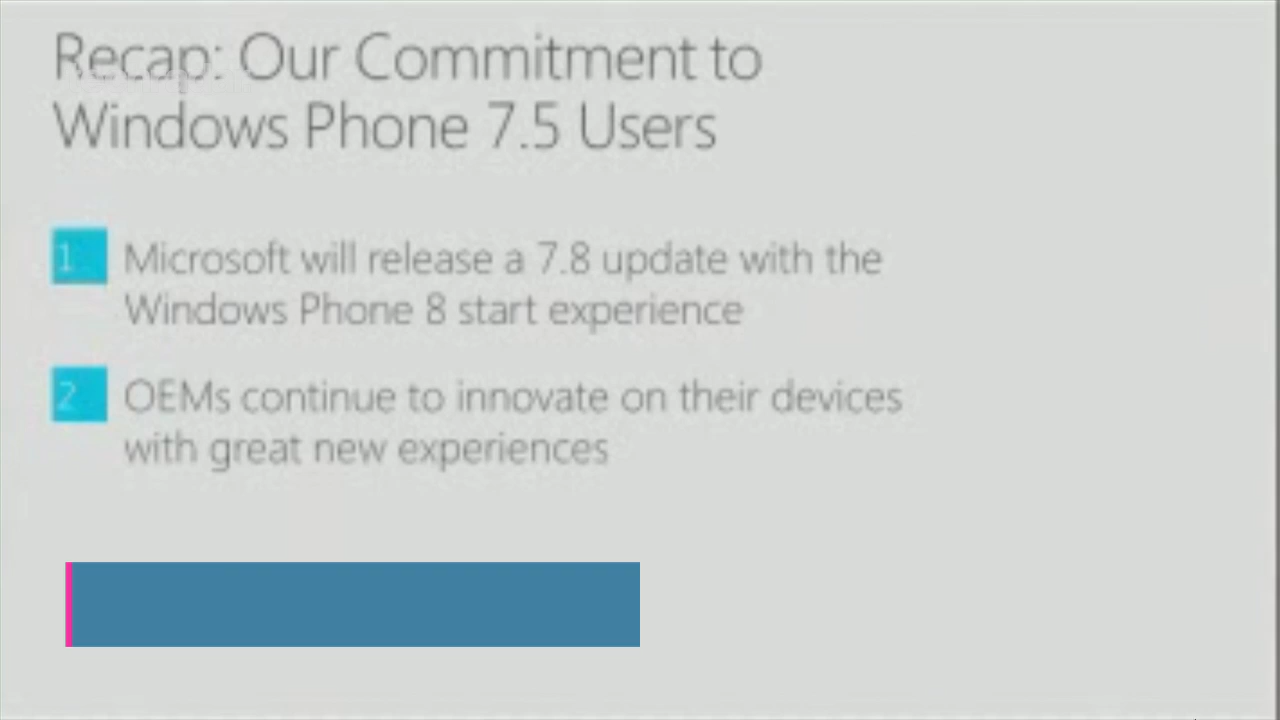 Recap: Our Commitment to
Windows Phone 7.5 Users
1 Microsoft will release a 7.8 update with the
Windows Phone 8 start experience
2 OEMs continue to innovate on their devices
with great new experiences